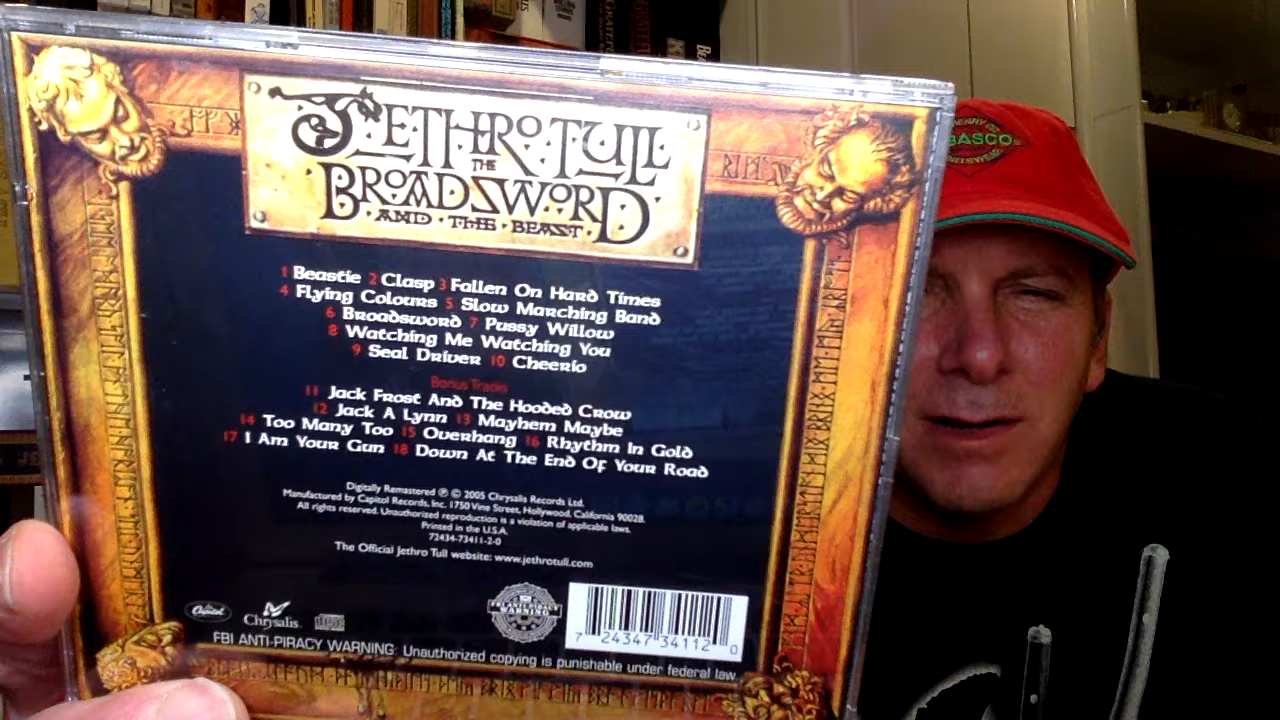 JETHRO TULL
THE
BROADSWORD
AND · THE · BEAST
1 Beastie 2 Clasp 3 Fallen On Hard Times
4 Flying Colours 5 Slow Marching Band
6 Broadsword 7 Pussy Willow
8 Watching Me Watching You
9 Seal Driver 10 Cheerio
Bonus Tracks
11 Jack Frost And The Hooded Crow
12 Jack A Lynn 13 Mayhem Maybe
14 Too Many Too 15 Overhang 16 Rhythm In Gold
17 I Am Your Gun 18 Down At The End Of Your Road
Digitally Remastered ℗ © 2005 Chrysalis Records Ltd.
Manufactured by Capitol Records, Inc. 1750 Vine Street, Hollywood, California 90028.
All rights reserved. Unauthorized reproduction is a violation of applicable laws.
Printed in the U.S.A.
72434-73411-2-0
The Official Jethro Tull website: www.jethrotull.com
Capitol
Chrysalis
FBI ANTI-PIRACY
WARNING
7 24347 34112 0
FBI ANTI-PIRACY WARNING: Unauthorized copying is punishable under federal law
BASCO